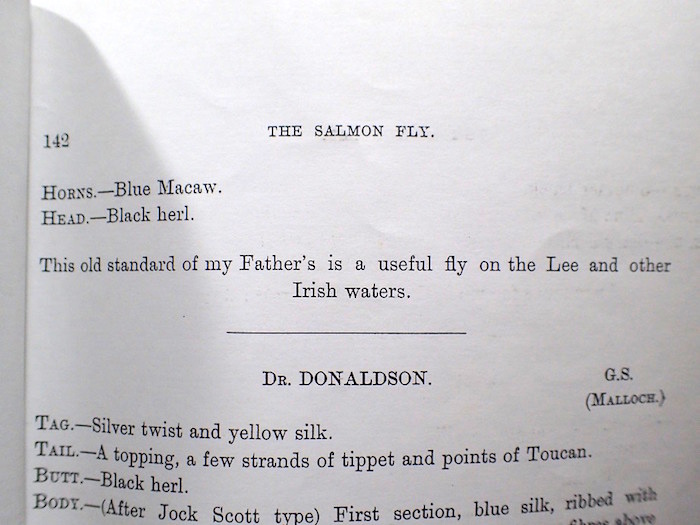 142
THE SALMON FLY.
HORNS.—Blue Macaw.
HEAD.—Black herl.
This old standard of my Father's is a useful fly on the Lee and other
Irish waters.
DR. DONALDSON.
G.S.
(MALLOCH.)
TAG.—Silver twist and yellow silk.
TAIL.—A topping, a few strands of tippet and points of Toucan.
BUTT.—Black herl.
BODY.—(After Jock Scott type) First section, blue silk, ribbed with
above